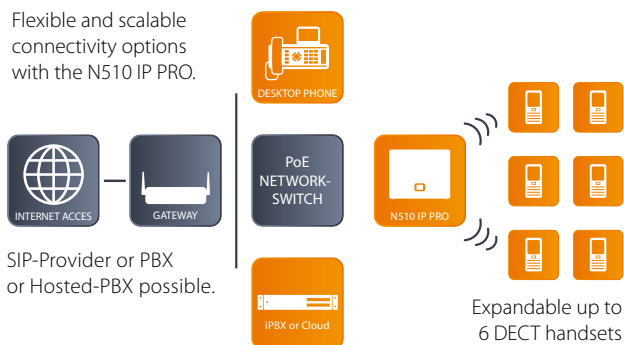 Flexible and scalable
connectivity options
with the N510 IP PRO.
DESKTOP PHONE
INTERNET ACCES
GATEWAY
PoE
NETWORK-
SWITCH
N510 IP PRO
SIP-Provider or PBX
or Hosted-PBX possible.
iPBX or Cloud
Expandable up to
6 DECT handsets